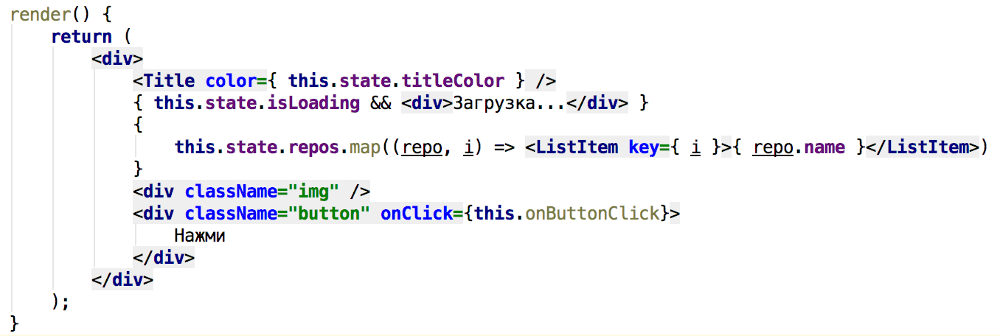 render() {
    return (
        <div>
            <Title color={ this.state.titleColor } />
            { this.state.isLoading && <div>Загрузка...</div> }
            {
                this.state.repos.map((repo, i) => <ListItem key={ i }>{ repo.name }</ListItem>)
            }
            <div className="img" />
            <div className="button" onClick={this.onButtonClick}>
                Нажми
            </div>
        </div>
    );
}